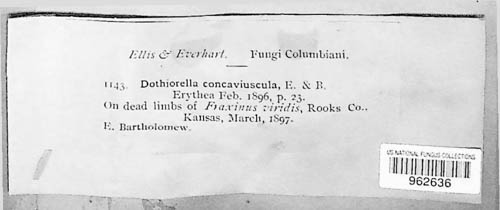 Ellis & Everhart. Fungi Columbiani.
1143. Dothiorella concaviuscula, E. & B.
Erythea Feb. 1896, p. 23.
On dead limbs of Fraxinus viridis, Rooks Co.,
Kansas, March, 1897.
E. Bartholomew.
US NATIONAL FUNGUS COLLECTIONS
962636